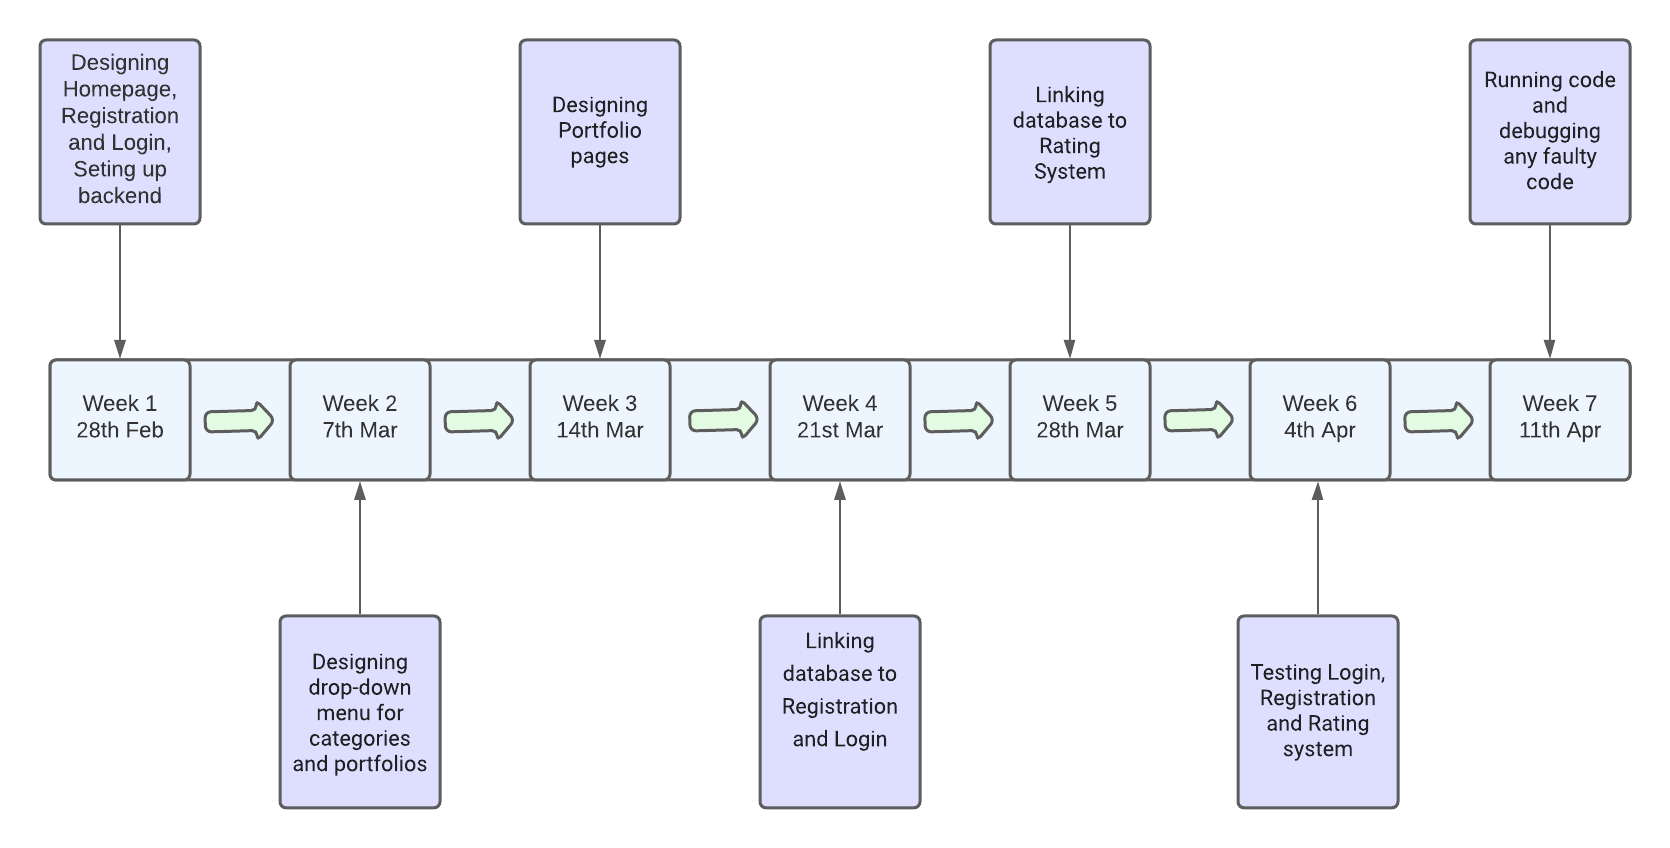 Designing
Homepage,
Registration
and Login,
Seting up
backend
Designing
Portfolio
pages
Linking
database to
Rating
System
Running code
and
debugging
any faulty
code
Week 1
28th Feb
Week 2
7th Mar
Week 3
14th Mar
Week 4
21st Mar
Week 5
28th Mar
Week 6
4th Apr
Week 7
11th Apr
Designing
drop-down
menu for
categories
and portfolios
Linking
database to
Registration
and Login
Testing Login,
Registration
and Rating
system